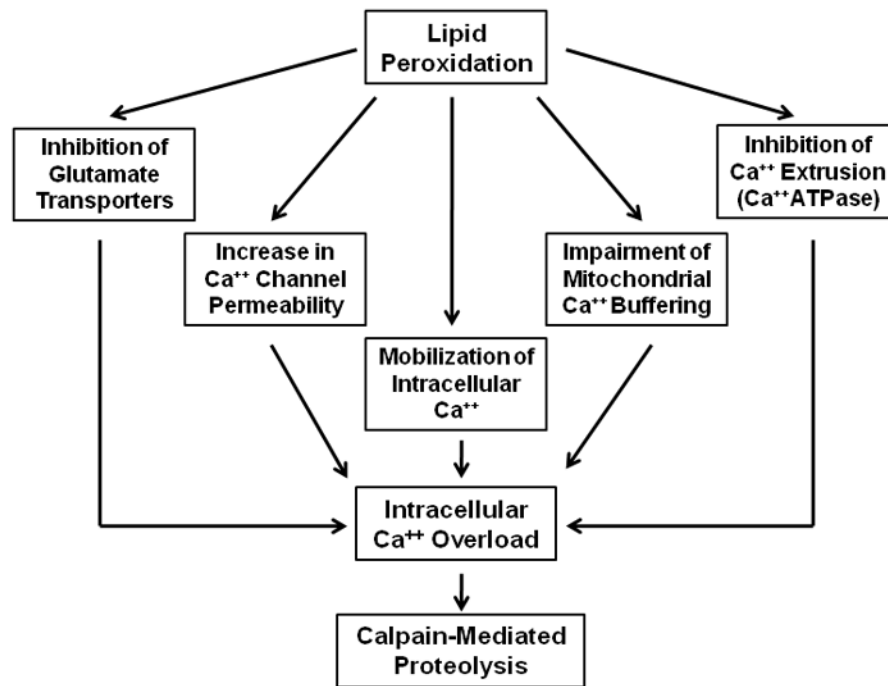 Lipid
Peroxidation
Inhibition of
Glutamate
Transporters
Inhibition of
Ca⁺⁺ Extrusion
(Ca⁺⁺ATPase)
Increase in
Ca⁺⁺ Channel
Permeability
Impairment of
Mitochondrial
Ca⁺⁺ Buffering
Mobilization of
Intracellular
Ca⁺⁺
Intracellular
Ca⁺⁺ Overload
Calpain-Mediated
Proteolysis